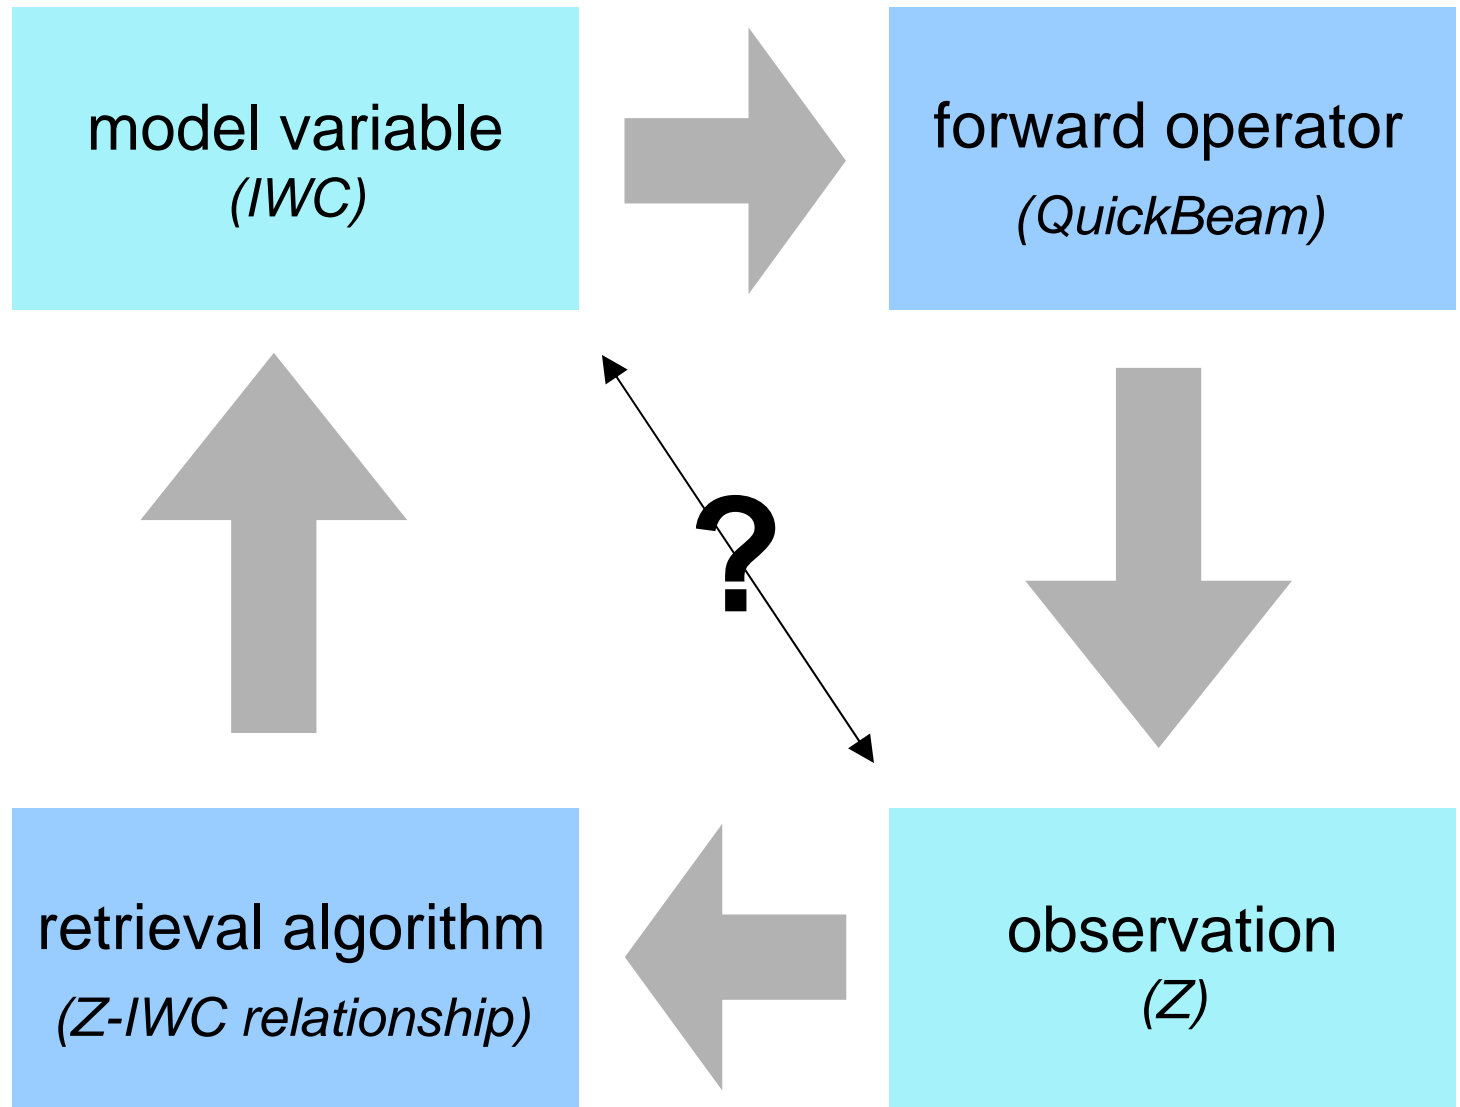 model variable
(IWC)
forward operator
(QuickBeam)
?
retrieval algorithm
(Z-IWC relationship)
observation
(Z)